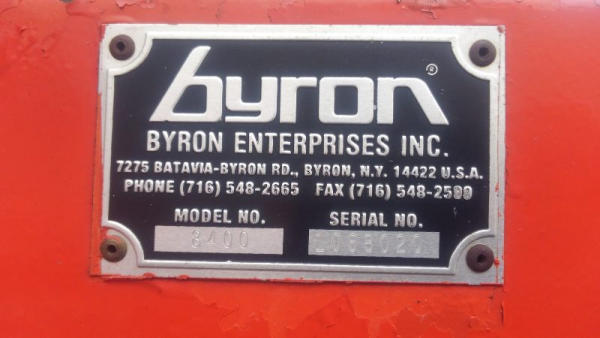 byron®
BYRON ENTERPRISES INC.
7275 BATAVIA-BYRON RD., BYRON, N.Y. 14422 U.S.A.
PHONE (716) 548-2665 FAX (716) 548-2599
MODEL NO. SERIAL NO.
8400